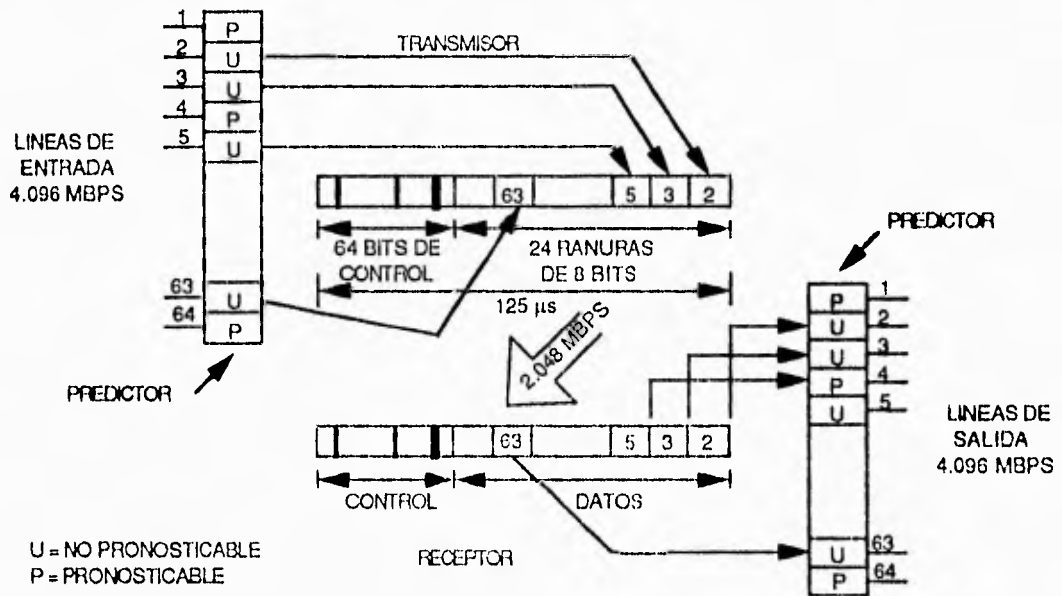 1 P
2 U
3 U
4 P
5 U
63 U
64 P
LINEAS DE
ENTRADA
4.096 MBPS
PREDICTOR
TRANSMISOR
63 5 3 2
64 BITS DE
CONTROL
24 RANURAS
DE 8 BITS
125 µs
2.048 MBPS
63 5 3 2
CONTROL
DATOS
RECEPTOR
U = NO PRONOSTICABLE
P = PRONOSTICABLE
PREDICTOR
P 1
U 2
U 3
P 4
U 5
U 63
P 64
LINEAS DE
SALIDA
4.096 MBPS